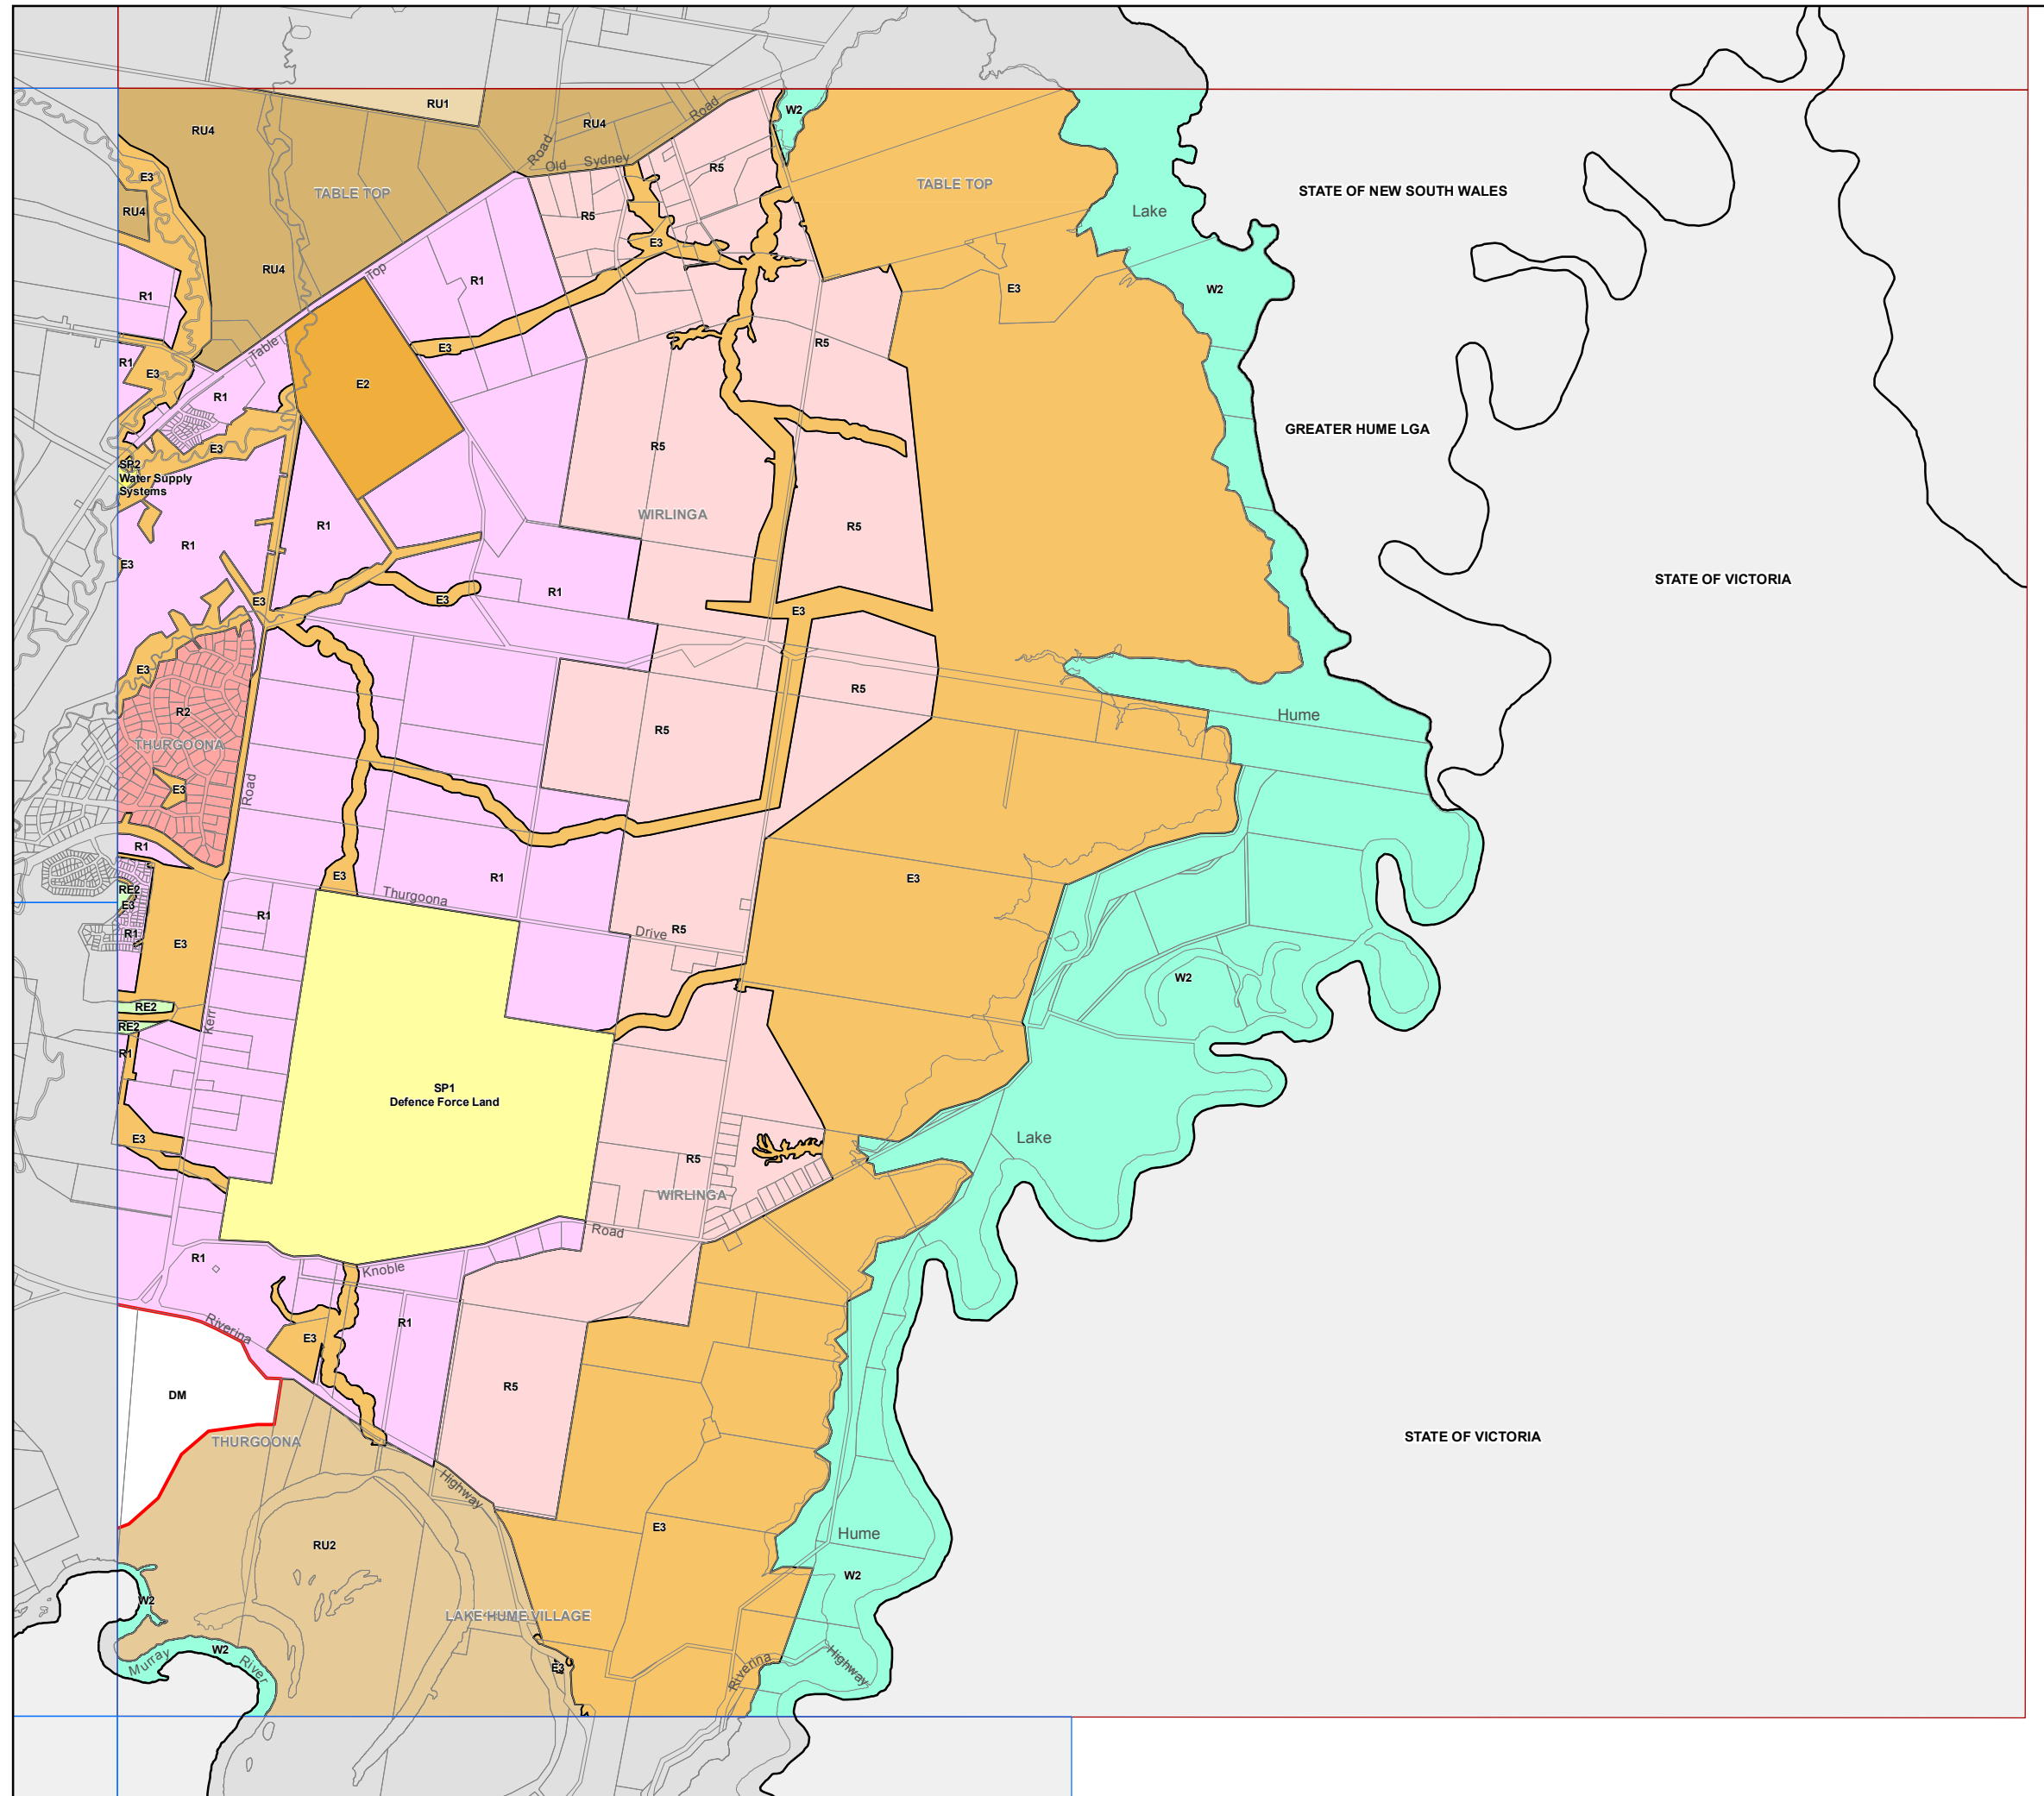 RU1
W2
RU4
RU4
Road
Road
Old
Sydney
R5
E3
TABLE TOP
TABLE TOP
STATE OF NEW SOUTH WALES
RU4
R5
Lake
E3
RU4
Top
R1
E3
W2
R1
R5
Table
E3
R1
E3
E2
R1
GREATER HUME LGA
E3
R5
SP2
Water Supply
Systems
WIRLINGA
R1
R5
R1
E3
STATE OF VICTORIA
R1
E3
E3
E3
E3
R5
R2
Hume
R5
THURGOONA
E3
Road
R1
E3
R1
E3
RE2
Thurgoona
E3
R1
R5
Drive
R1
E3
W2
RE2
Kerr
RE2
R1
SP1
Defence Force Land
E3
Lake
R5
WIRLINGA
Road
R1
Knoble
R1
Riverina
E3
R5
DM
STATE OF VICTORIA
THURGOONA
Highway
E3
Hume
RU2
W2
W2
LAKE HUME VILLAGE
W2
Murray
River
E3
Riverina
Highway